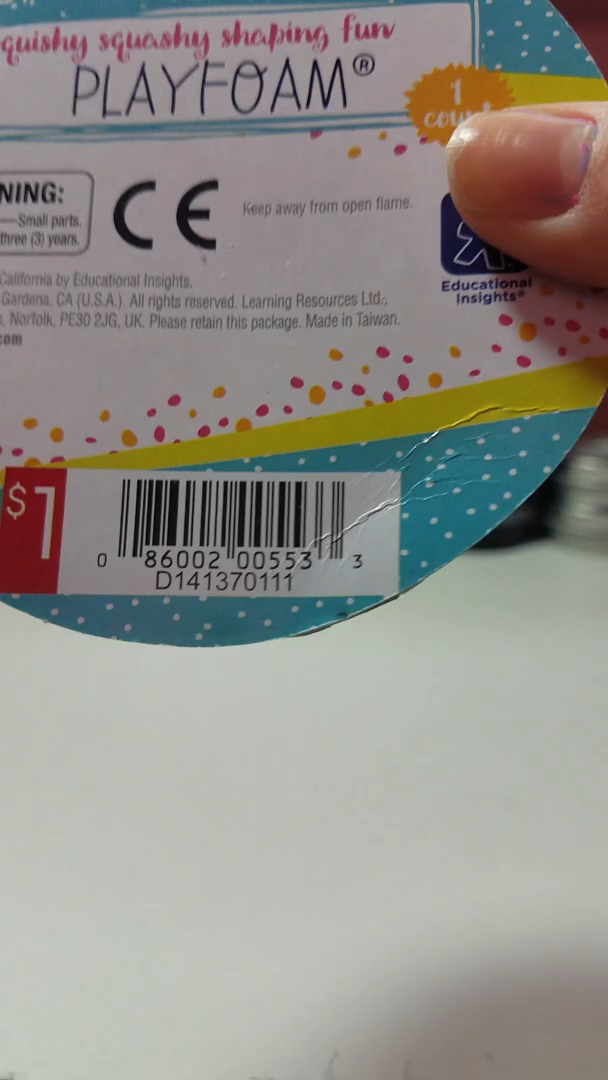 quishy squashy shaping fun
PLAYFOAM®
1
count
NING:
—Small parts.
three (3) years.
CE
Keep away from open flame.
Educational
Insights®
California by Educational Insights.
Gardena, CA (U.S.A.). All rights reserved. Learning Resources Ltd.,
, Norfolk, PE30 2JG, UK. Please retain this package. Made in Taiwan.
com
$1
0 86002 00553 3
D141370111